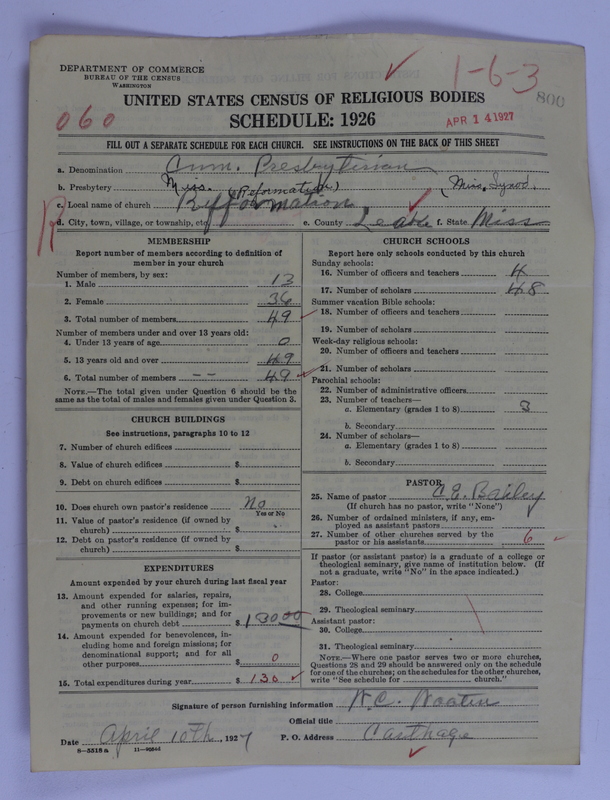 DEPARTMENT OF COMMERCE
BUREAU OF THE CENSUS
WASHINGTON
1-6-3
800
UNITED STATES CENSUS OF RELIGIOUS BODIES
060
SCHEDULE: 1926
APR 14 1927
FILL OUT A SEPARATE SCHEDULE FOR EACH CHURCH. SEE INSTRUCTIONS ON THE BACK OF THIS SHEET
a. Denomination Cum. Presbytisian
b. Presbytery Miss. (Reformation) (Miss. Synod.
c. Local name of church Refformation
d. City, town, village, or township, etc. e. County Leake f. State Miss
MEMBERSHIP
Report number of members according to definition of
member in your church
Number of members, by sex:
1. Male 13
2. Female 36
3. Total number of members 49
Number of members under and over 13 years old:
4. Under 13 years of age 0
5. 13 years old and over 49
6. Total number of members -- 49
NOTE.—The total given under Question 6 should be
same as the total of males and females given under Question 3.
CHURCH BUILDINGS
See instructions, paragraphs 10 to 12
7. Number of church edifices
8. Value of church edifices $
9. Debt on church edifices $
10. Does church own pastor's residence No
Yes or No
11. Value of pastor's residence (if owned by
church) $
12. Debt on pastor's residence (if owned by
church) $
EXPENDITURES
Amount expended by your church during last fiscal year
13. Amount expended for salaries, repairs,
and other running expenses; for im-
provements or new buildings; and for
payments on church debt $ 130 00
14. Amount expended for benevolences, in-
cluding home and foreign missions; for
denominational support; and for all
other purposes $ 0
15. Total expenditures during year $ 130
CHURCH SCHOOLS
Report here only schools conducted by this church
Sunday schools:
16. Number of officers and teachers 4
17. Number of scholars 48
Summer vacation Bible schools:
18. Number of officers and teachers
19. Number of scholars
Week-day religious schools:
20. Number of officers and teachers
21. Number of scholars
Parochial schools:
22. Number of administrative officers
23. Number of teachers—
a. Elementary (grades 1 to 8) 3
b. Secondary
24. Number of scholars—
a. Elementary (grades 1 to 8)
b. Secondary
PASTOR
25. Name of pastor C. E. Bailey
(If church has no pastor, write "None")
26. Number of ordained ministers, if any, em-
ployed as assistant pastors
27. Number of other churches served by the
pastor or his assistants 6
If pastor (or assistant pastor) is a graduate of a college or
theological seminary, give name of institution below. (If
not a graduate, write "No" in the space indicated.)
Pastor:
28. College
29. Theological seminary
Assistant pastor:
30. College
31. Theological seminary
NOTE.—Where one pastor serves two or more churches,
Questions 28 and 29 should be answered only on the schedule
for one of the churches; on the schedules for the other churches,
write "See schedule for church."
Signature of person furnishing information W.C. Wooten
Official title
Date April 10th, 1927 P. O. Address Carthage
8-5518a